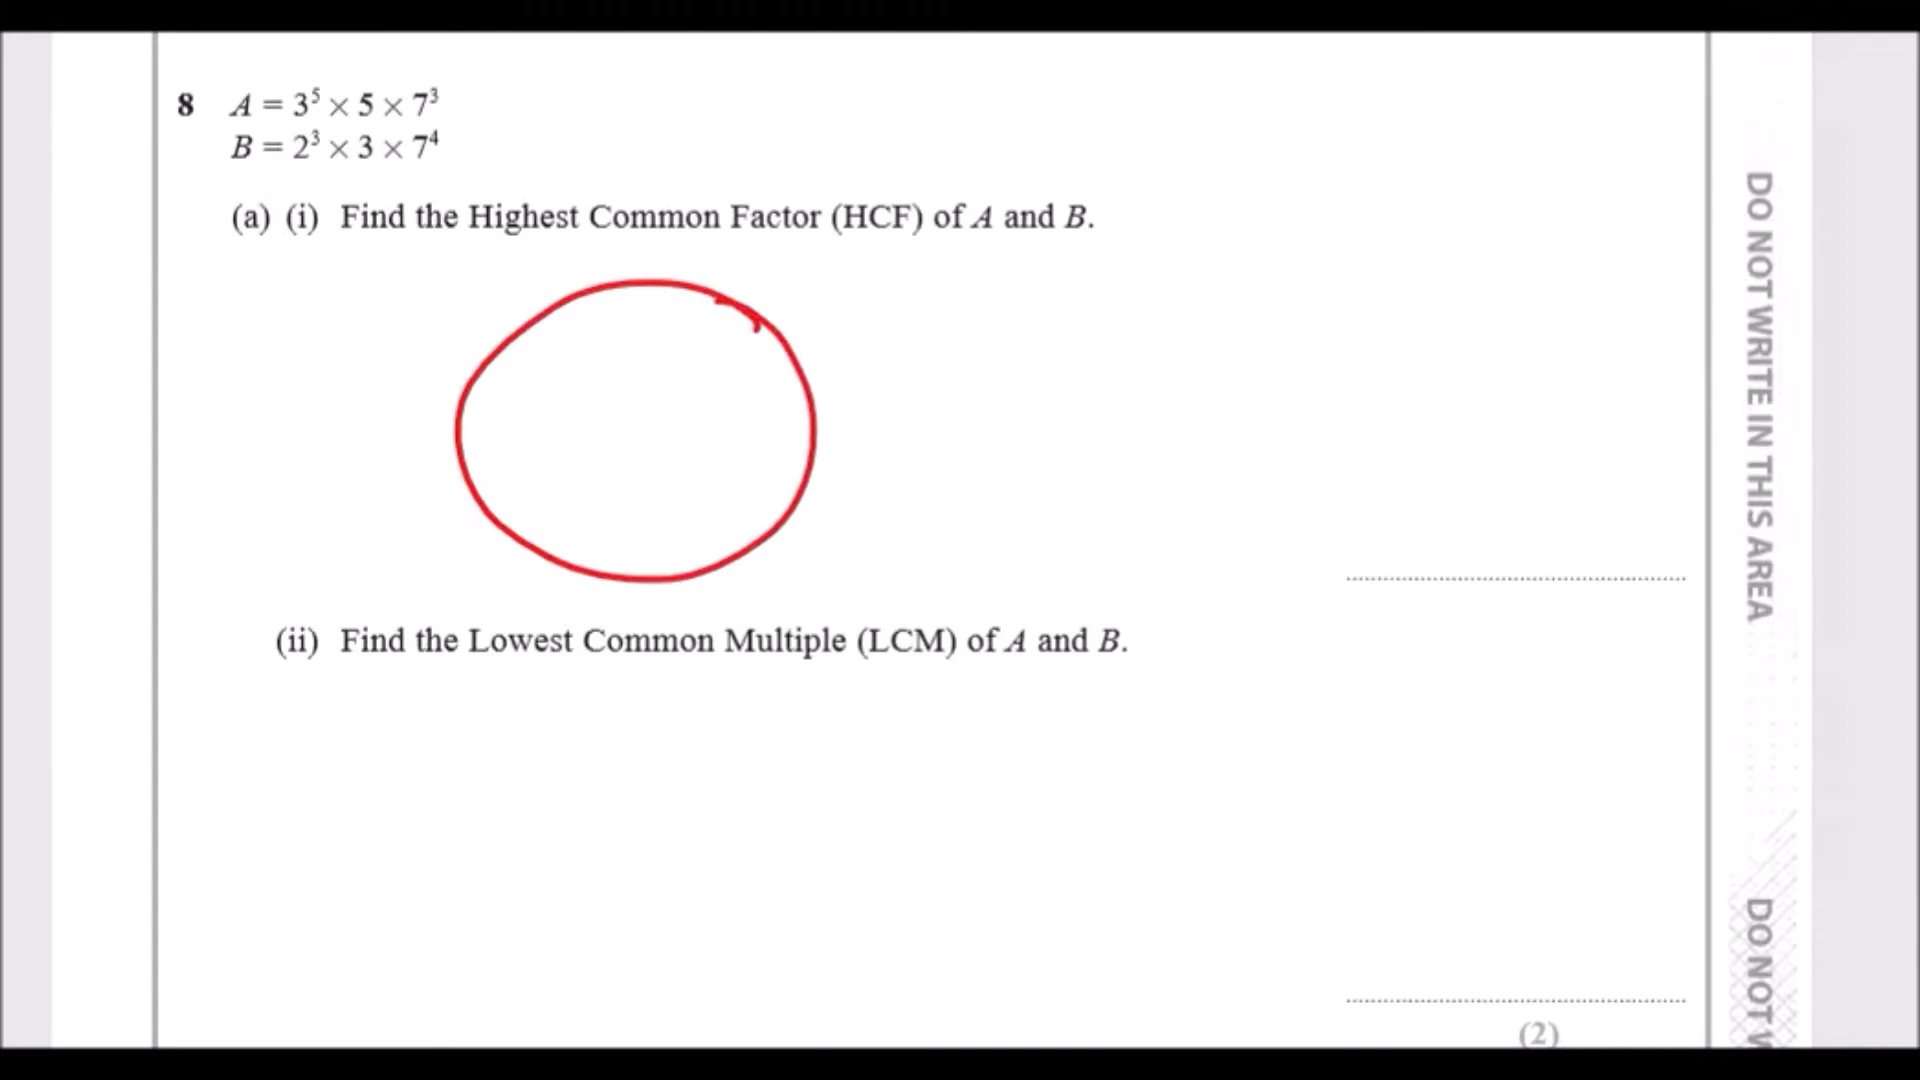 8 A = 3⁵ × 5 × 7³
B = 2³ × 3 × 7⁴
(a) (i) Find the Highest Common Factor (HCF) of A and B.
(ii) Find the Lowest Common Multiple (LCM) of A and B.
(2)
DO NOT WRITE IN THIS AREA
DO NOT W